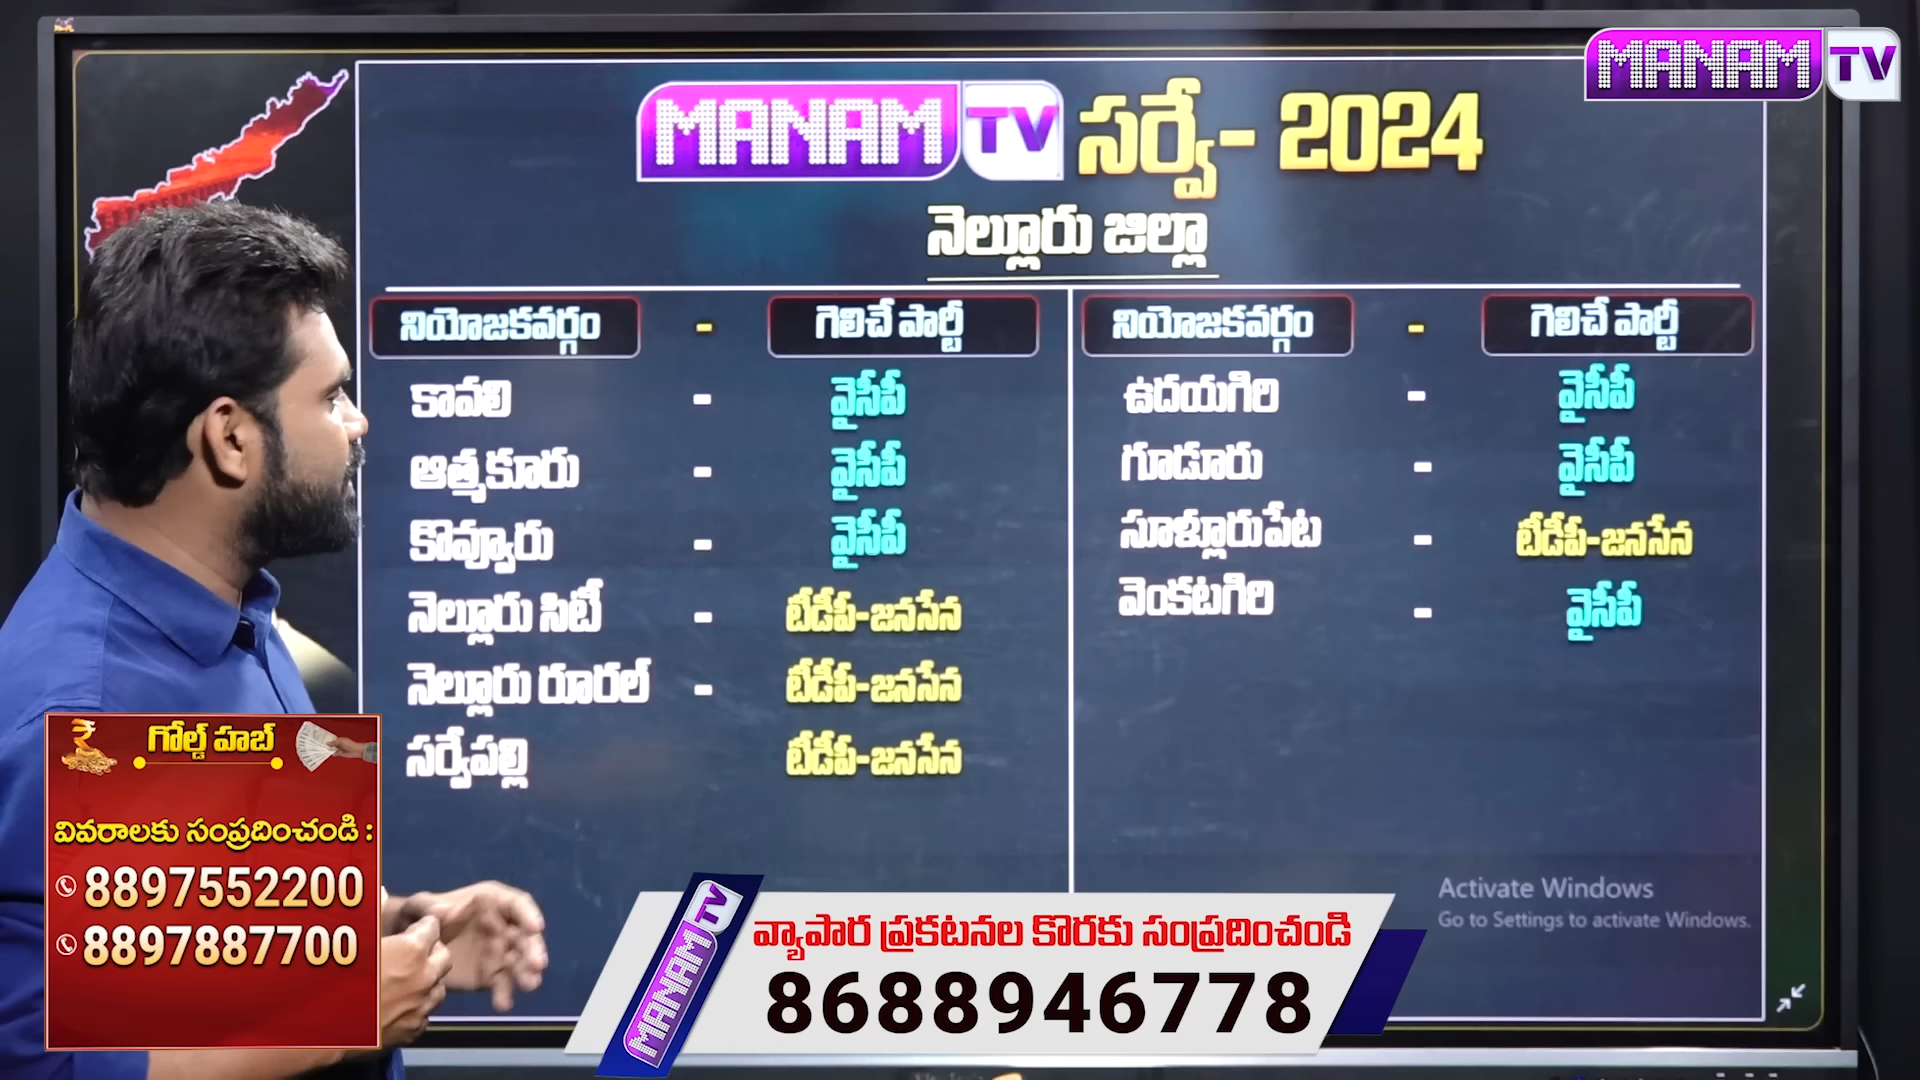 MANAM TV
MANAM TV సర్వే- 2024
నెల్లూరు జిల్లా
నియోజకవర్గం - గెలిచే పార్టీ
కావలి - వైసీపీ
ఆత్మకూరు - వైసీపీ
కొవ్వూరు - వైసీపీ
నెల్లూరు సిటీ - టీడీపీ-జనసేన
నెల్లూరు రూరల్ - టీడీపీ-జనసేన
సర్వేపల్లి - టీడీపీ-జనసేన
నియోజకవర్గం - గెలిచే పార్టీ
ఉదయగిరి - వైసీపీ
గూడూరు - వైసీపీ
సూళ్లూరుపేట - టీడీపీ-జనసేన
వెంకటగిరి - వైసీపీ
Activate Windows
Go to Settings to activate Windows.
గోల్డ్ హబ్
వివరాలకు సంప్రదించండి :
8897552200
8897887700
MANAM TV
వ్యాపార ప్రకటనల కొరకు సంప్రదించండి
8688946778